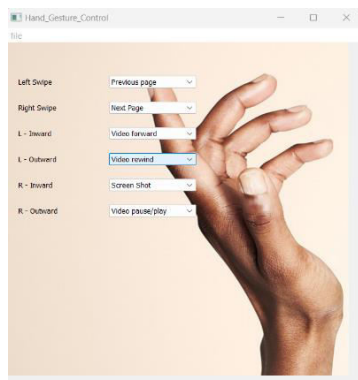 Hand_Gesture_Control
file
Left Swipe Previous page
Right Swipe Next Page
L - Inward Video farward
L - Outward Video rewind
R - Inward Screen Shot
R - Outward Video pause/play